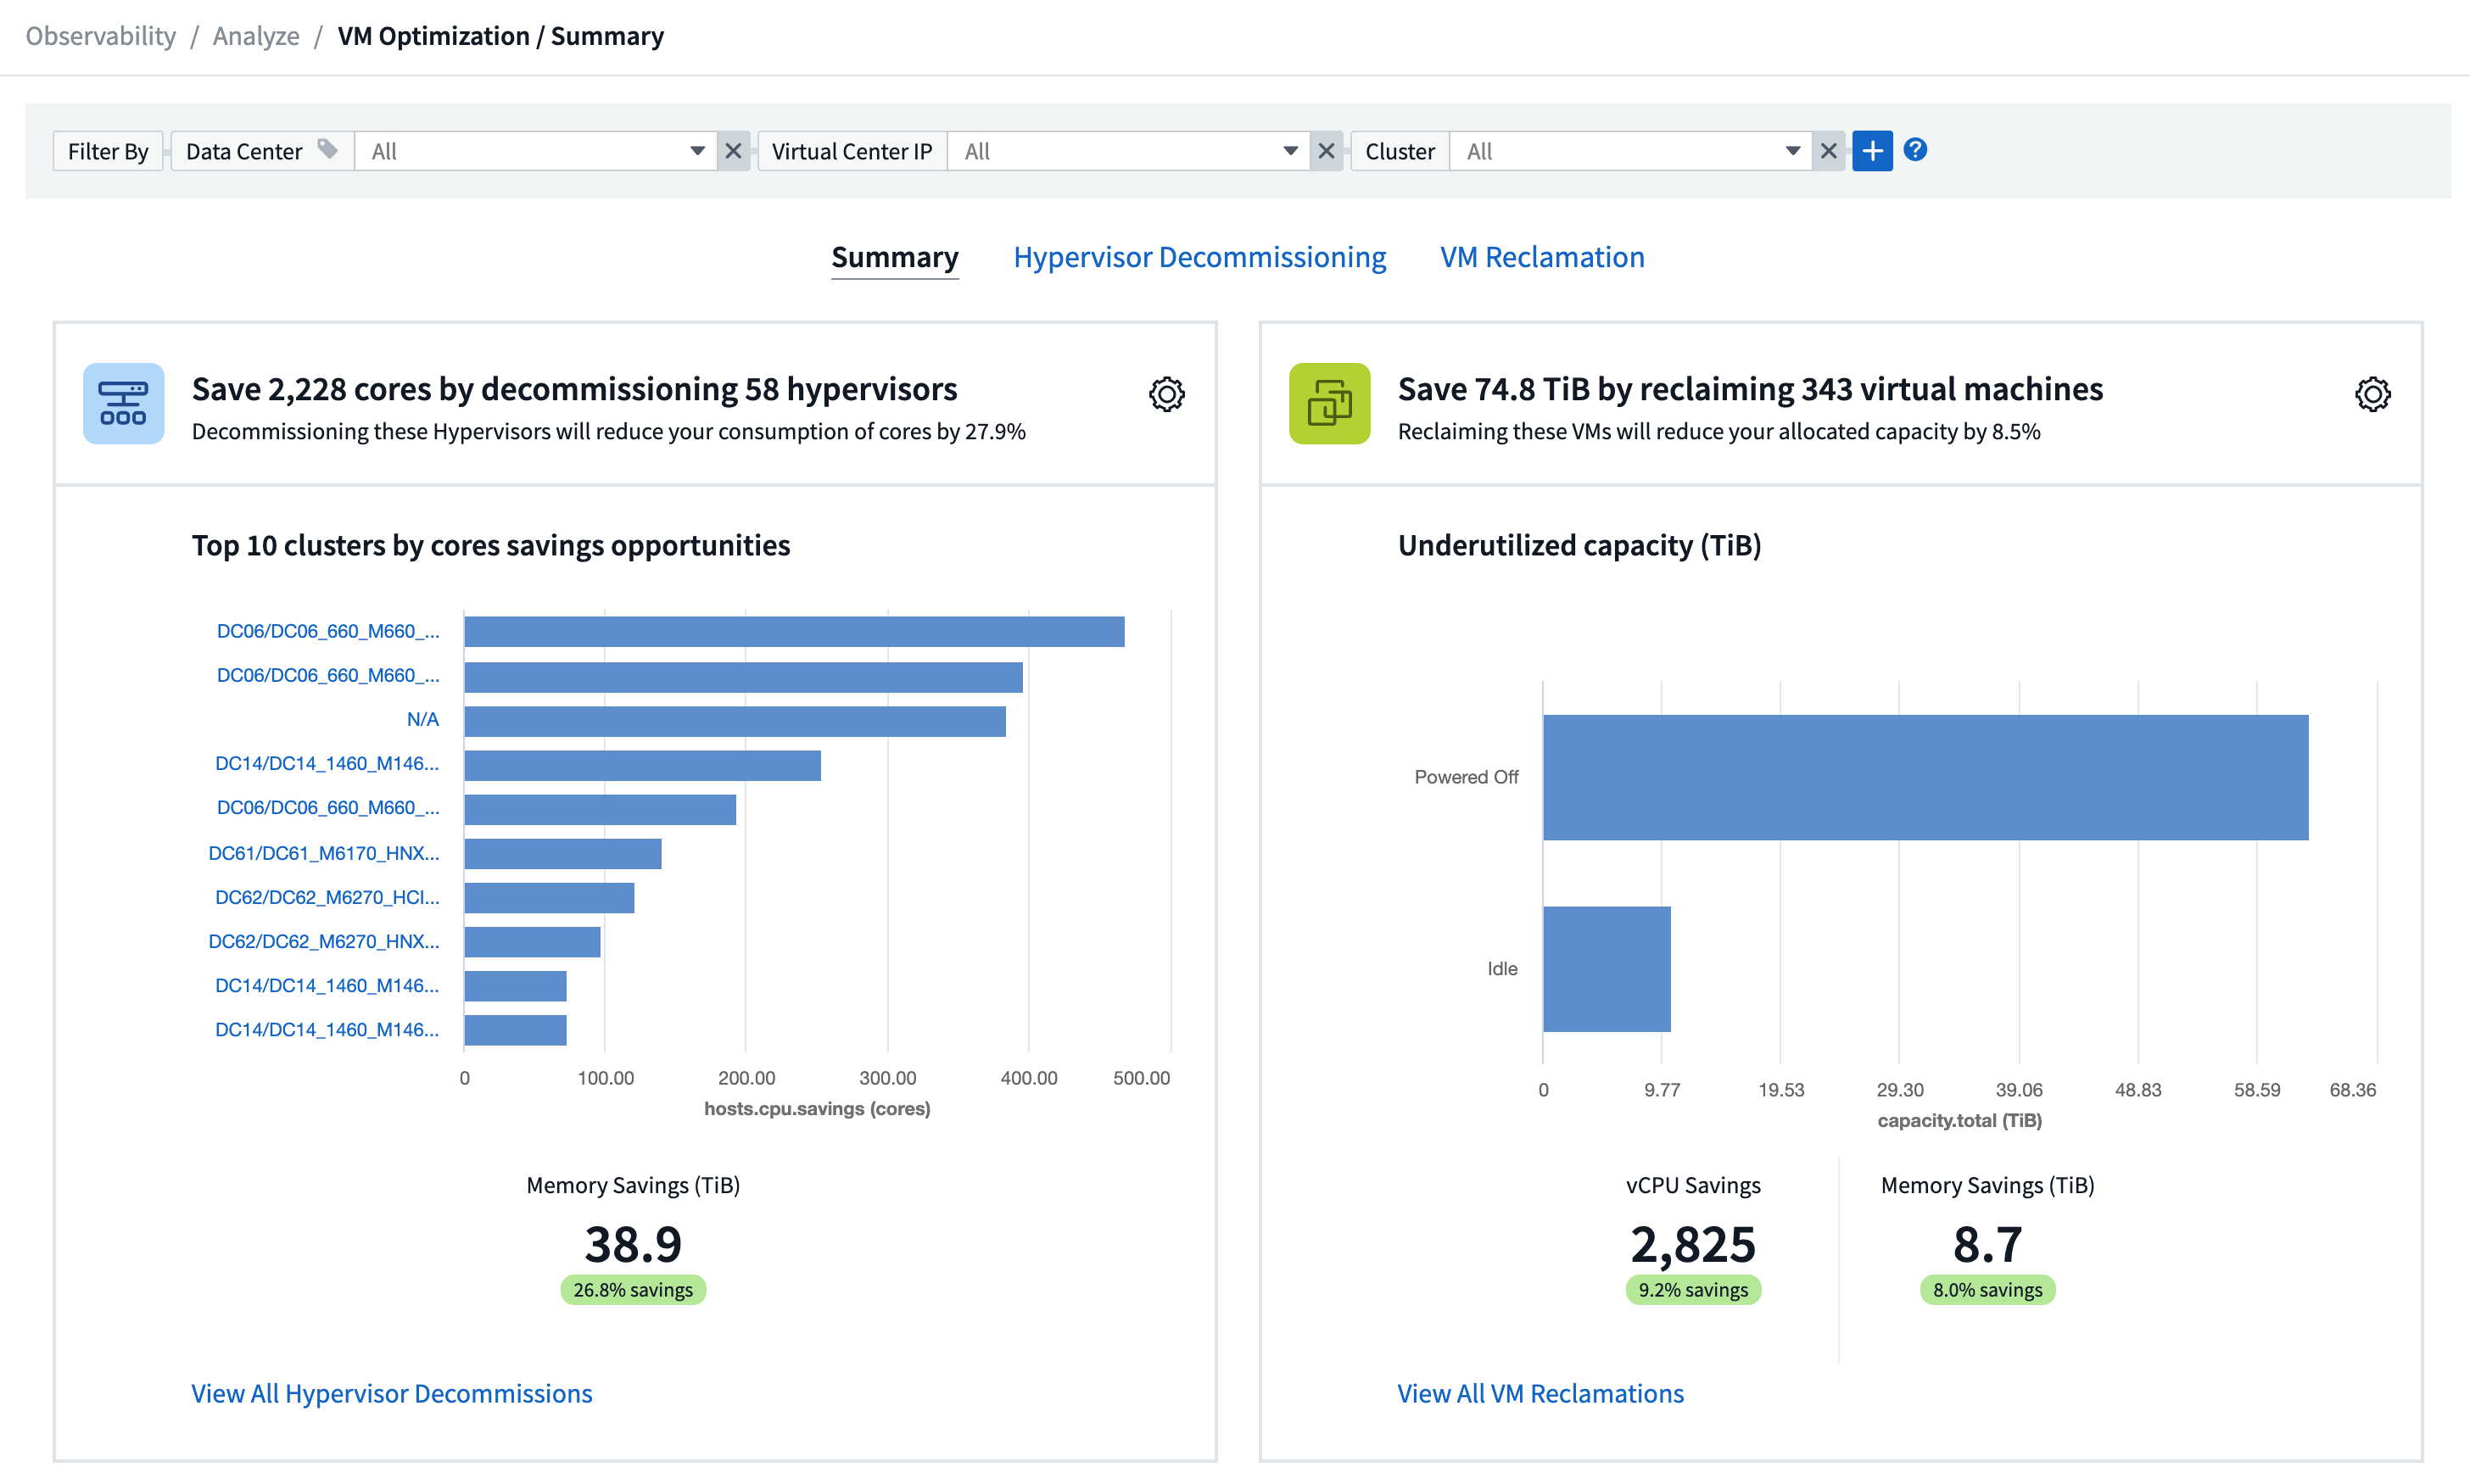 Observability / Analyze / VM Optimization / Summary
Filter By Data Center All Virtual Center IP All Cluster All
Summary Hypervisor Decommissioning VM Reclamation
Save 2,228 cores by decommissioning 58 hypervisors
Decommissioning these Hypervisors will reduce your consumption of cores by 27.9%
Top 10 clusters by cores savings opportunities
DC06/DC06_660_M660_...
DC06/DC06_660_M660_...
N/A
DC14/DC14_1460_M146...
DC06/DC06_660_M660_...
DC61/DC61_M6170_HNX...
DC62/DC62_M6270_HCI...
DC62/DC62_M6270_HNX...
DC14/DC14_1460_M146...
DC14/DC14_1460_M146...
0 100.00 200.00 300.00 400.00 500.00
hosts.cpu.savings (cores)
Memory Savings (TiB)
38.9
26.8% savings
View All Hypervisor Decommissions
Save 74.8 TiB by reclaiming 343 virtual machines
Reclaiming these VMs will reduce your allocated capacity by 8.5%
Underutilized capacity (TiB)
Powered Off
Idle
0 9.77 19.53 29.30 39.06 48.83 58.59 68.36
capacity.total (TiB)
vCPU Savings
2,825
9.2% savings
Memory Savings (TiB)
8.7
8.0% savings
View All VM Reclamations